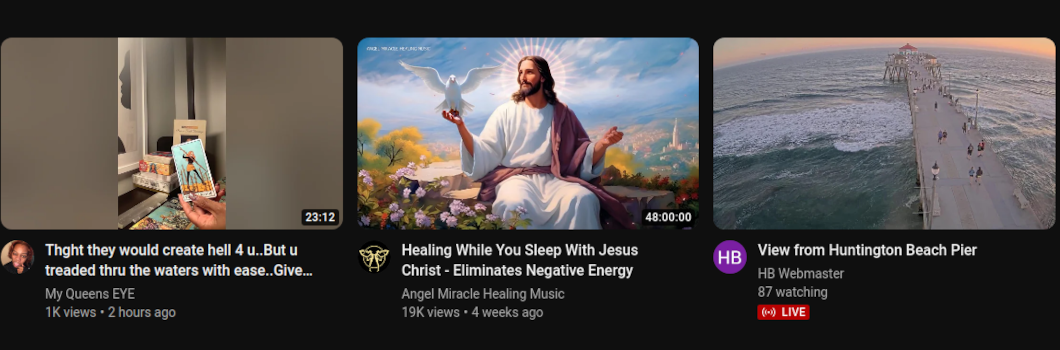 ANGEL MIRACLE HEALING MUSIC
23:12
48:00:00
Thght they would create hell 4 u..But u
treaded thru the waters with ease..Give...
My Queens EYE
1K views • 2 hours ago
Healing While You Sleep With Jesus
Christ - Eliminates Negative Energy
Angel Miracle Healing Music
19K views • 4 weeks ago
HB
View from Huntington Beach Pier
HB Webmaster
87 watching
LIVE